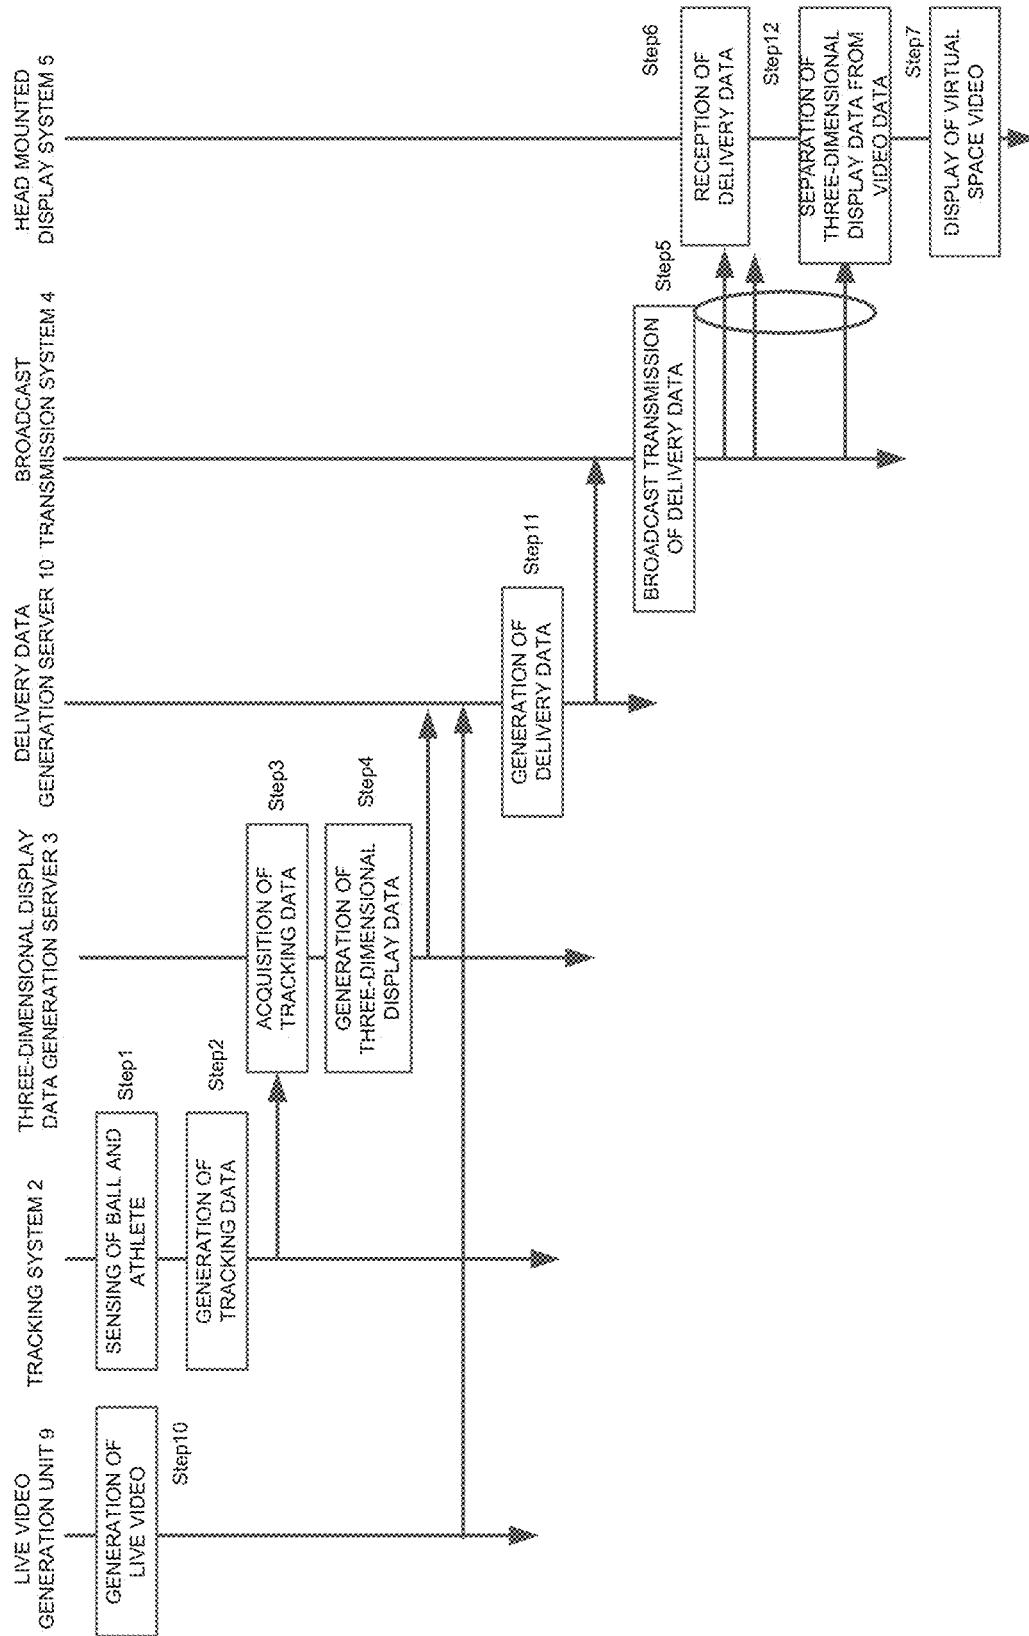 LIVE VIDEO
GENERATION UNIT 9
TRACKING SYSTEM 2
THREE-DIMENSIONAL DISPLAY
DATA GENERATION SERVER 3
DELIVERY DATA
GENERATION SERVER 10
BROADCAST
TRANSMISSION SYSTEM 4
HEAD MOUNTED
DISPLAY SYSTEM 5
GENERATION OF
LIVE VIDEO
Step10
SENSING OF BALL AND
ATHLETE
Step1
GENERATION OF
TRACKING DATA
Step2
ACQUISITION OF
TRACKING DATA
Step3
GENERATION OF
THREE-DIMENSIONAL
DISPLAY DATA
Step4
GENERATION OF
DELIVERY DATA
Step11
BROADCAST TRANSMISSION
OF DELIVERY DATA
Step5
RECEPTION OF
DELIVERY DATA
Step6
SEPARATION OF
THREE-DIMENSIONAL
DISPLAY DATA FROM
VIDEO DATA
Step12
DISPLAY OF VIRTUAL
SPACE VIDEO
Step7